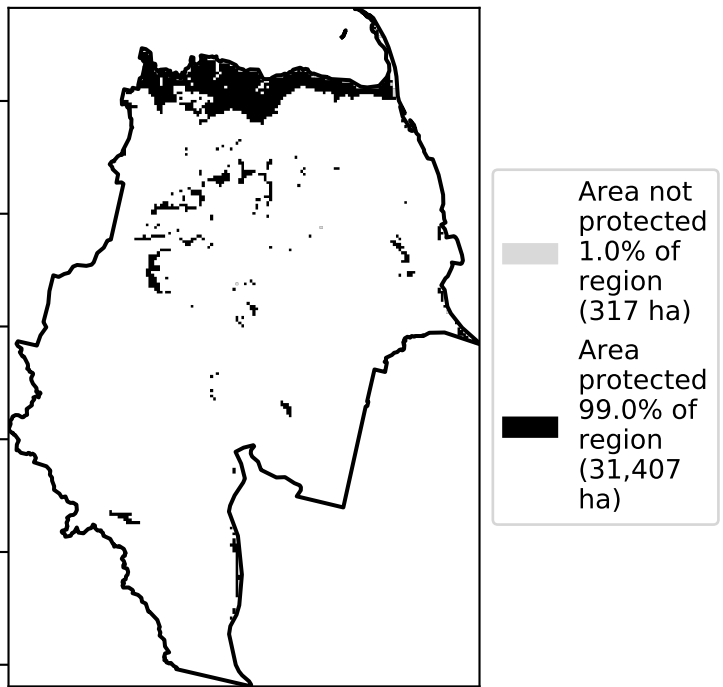 Area not
protected
1.0% of
region
(317 ha)
Area
protected
99.0% of
region
(31,407
ha)